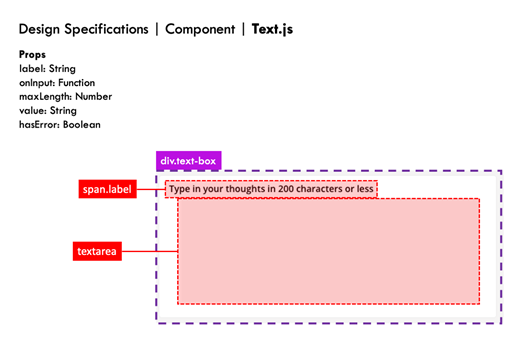 Design Specifications | Component | Text.js
Props
label: String
onInput: Function
maxLength: Number
value: String
hasError: Boolean
div.text-box
span.label
Type in your thoughts in 200 characters or less
textarea